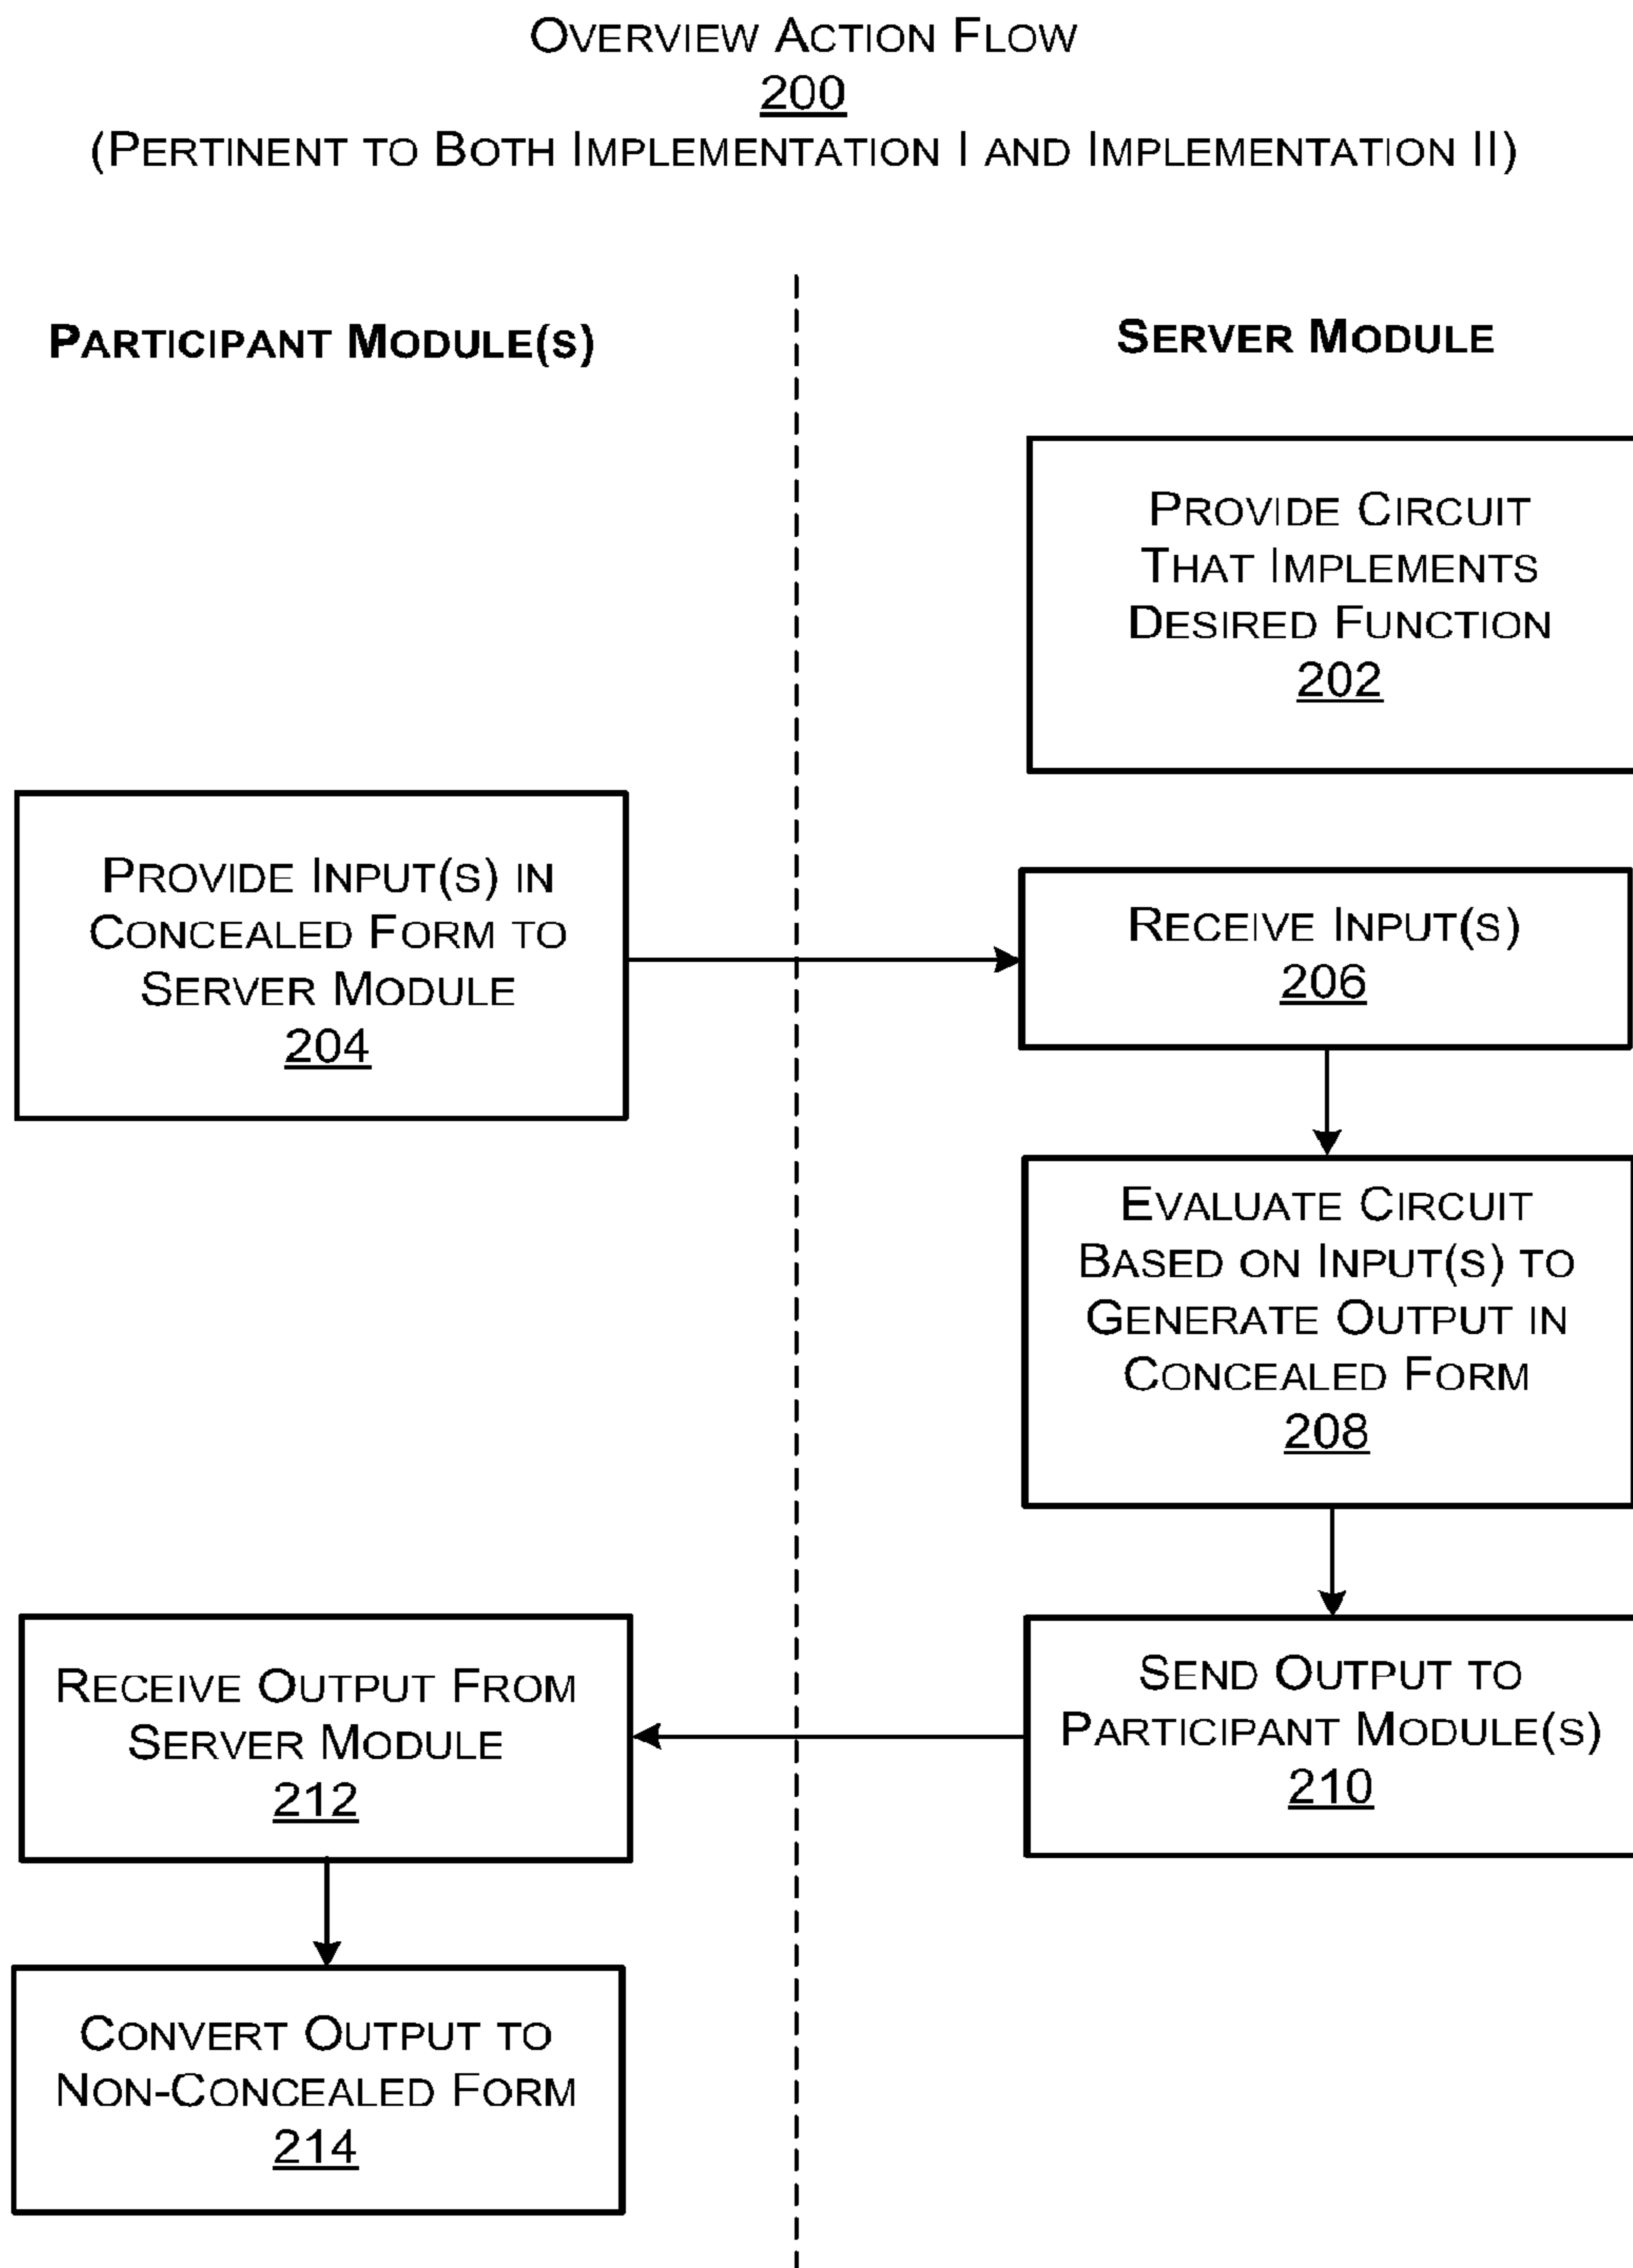 OVERVIEW ACTION FLOW
200
(PERTINENT TO BOTH IMPLEMENTATION I AND IMPLEMENTATION II)
PARTICIPANT MODULE(S)
SERVER MODULE
PROVIDE CIRCUIT
THAT IMPLEMENTS
DESIRED FUNCTION
202
PROVIDE INPUT(S) IN
CONCEALED FORM TO
SERVER MODULE
204
RECEIVE INPUT(S)
206
EVALUATE CIRCUIT
BASED ON INPUT(S) TO
GENERATE OUTPUT IN
CONCEALED FORM
208
SEND OUTPUT TO
PARTICIPANT MODULE(S)
210
RECEIVE OUTPUT FROM
SERVER MODULE
212
CONVERT OUTPUT TO
NON-CONCEALED FORM
214